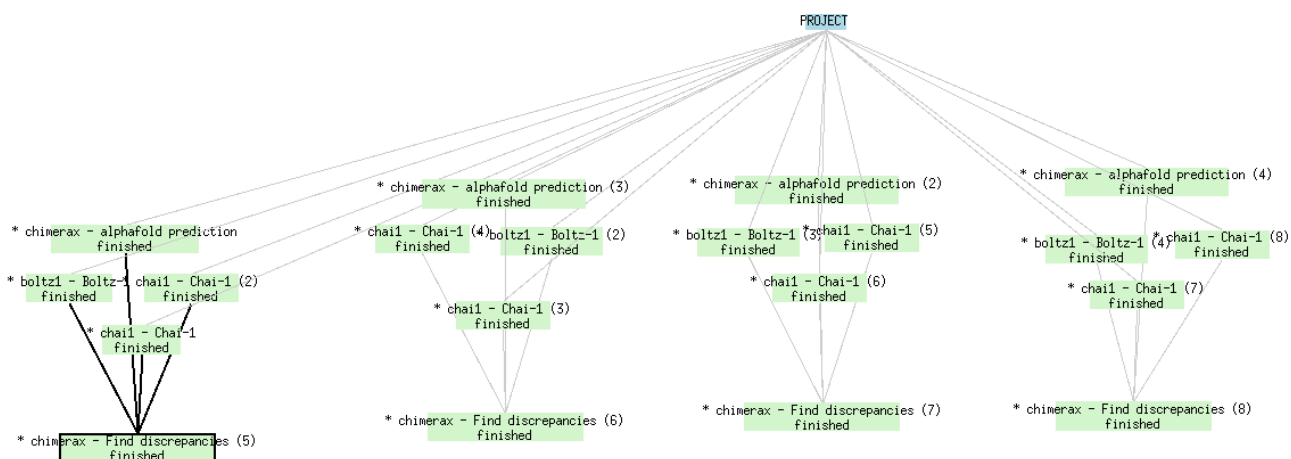 PROJECT
* chimerax - alphafold prediction
finished
* boltz1 - Boltz-1
finished
chai1 - Chai-1 (2)
finished
* chai1 - Chai-1
finished
* chimerax - Find discrepancies (5)
finished
* chimerax - alphafold prediction (3)
finished
* chai1 - Chai-1 (4)
finished
* boltz1 - Boltz-1 (2)
finished
* chai1 - Chai-1 (3)
finished
* chimerax - Find discrepancies (6)
finished
* chimerax - alphafold prediction (2)
finished
* boltz1 - Boltz-1 (3)
finished
* chai1 - Chai-1 (5)
finished
* chai1 - Chai-1 (6)
finished
* chimerax - Find discrepancies (7)
finished
* chimerax - alphafold prediction (4)
finished
* boltz1 - Boltz-1 (4)
finished
* chai1 - Chai-1 (8)
finished
* chai1 - Chai-1 (7)
finished
* chimerax - Find discrepancies (8)
finished